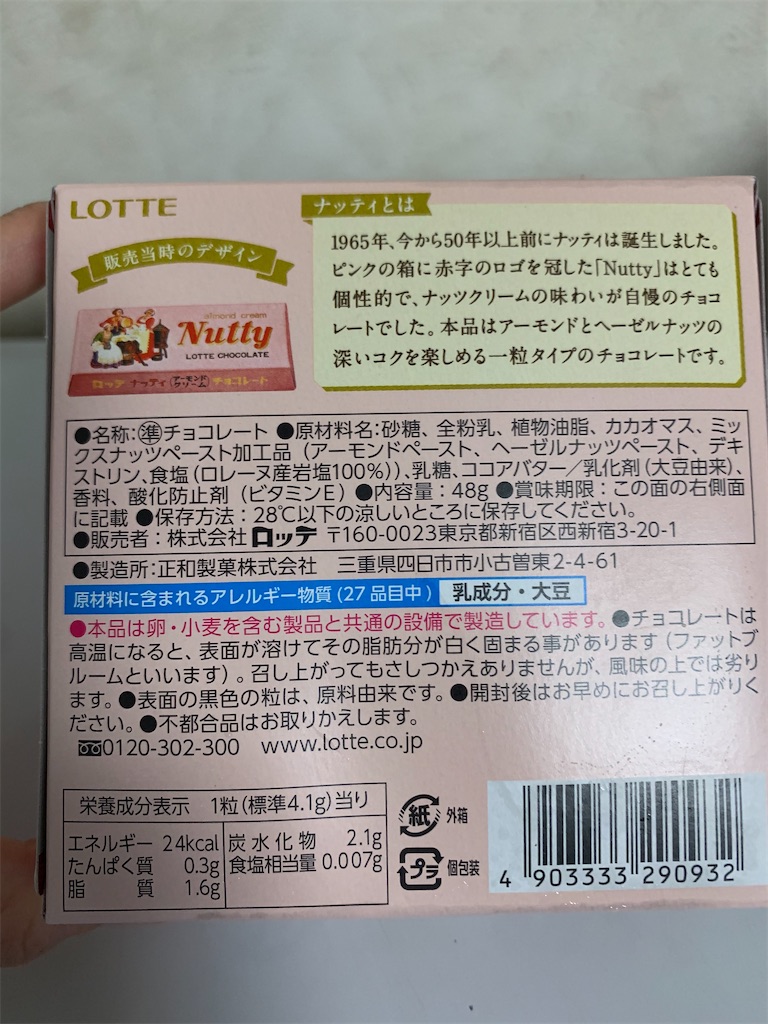 LOTTE
ナッティとは
販売当時のデザイン
1965年、今から50年以上前にナッティは誕生しました。
ピンクの箱に赤字のロゴを冠した「Nutty」はとても
個性的で、ナッツクリームの味わいが自慢のチョコ
レートでした。本品はアーモンドとヘーゼルナッツの
深いコクを楽しめる一粒タイプのチョコレートです。
almond cream
Nutty
LOTTE CHOCOLATE
ロッテ ナッティ アーモンドクリーム チョコレート
●名称:㊜チョコレート ●原材料名:砂糖、全粉乳、植物油脂、カカオマス、ミッ
クスナッツペースト加工品(アーモンドペースト、ヘーゼルナッツペースト、デキ
ストリン、食塩(ロレーヌ産岩塩100%))、乳糖、ココアバター/乳化剤(大豆由来)、
香料、酸化防止剤(ビタミンE) ●内容量:48g ●賞味期限:この面の右側面
に記載 ●保存方法:28℃以下の涼しいところに保存してください。
●販売者:株式会社ロッテ 〒160-0023東京都新宿区西新宿3-20-1
●製造所:正和製菓株式会社 三重県四日市市小古曽東2-4-61
原材料に含まれるアレルギー物質(27品目中) 乳成分・大豆
●本品は卵・小麦を含む製品と共通の設備で製造しています。●チョコレートは
高温になると、表面が溶けてその脂肪分が白く固まる事があります(ファットブ
ルームといいます)。召し上がってもさしつかえありませんが、風味の上では劣り
ます。●表面の黒色の粒は、原料由来です。●開封後はお早めにお召し上がりく
ださい。●不都合品はお取りかえします。
0120-302-300 www.lotte.co.jp
栄養成分表示 1粒(標準4.1g)当り
エネルギー 24kcal 炭水化物 2.1g
たんぱく質 0.3g 食塩相当量 0.007g
脂質 1.6g
紙 外箱
プラ 個包装
4 903333 290932